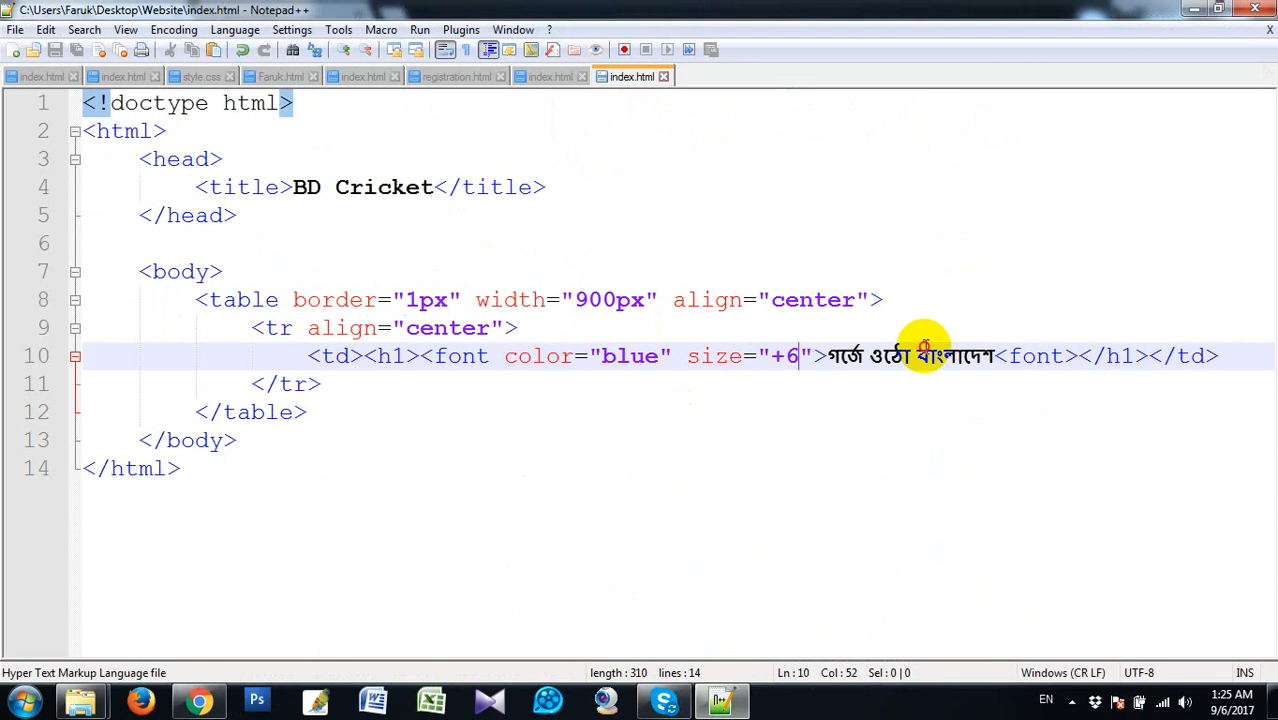 C:\Users\Faruk\Desktop\Website\index.html - Notepad++
File Edit Search View Encoding Language Settings Tools Macro Run Plugins Window ? X
index.html index.html style.css Faruk.html index.html registration.html index.html index.html
1 <!doctype html>
2 <html>
3 <head>
4 <title>BD Cricket</title>
5 </head>
6
7 <body>
8 <table border="1px" width="900px" align="center">
9 <tr align="center">
10 <td><h1><font color="blue" size="+6">গর্জে ওঠো বাংলাদেশ<font></h1></td>
11 </tr>
12 </table>
13 </body>
14 </html>
Hyper Text Markup Language file length : 310 lines : 14 Ln : 10 Col : 52 Sel : 0 | 0 Windows (CR LF) UTF-8 INS
EN 1:25 AM
9/6/2017